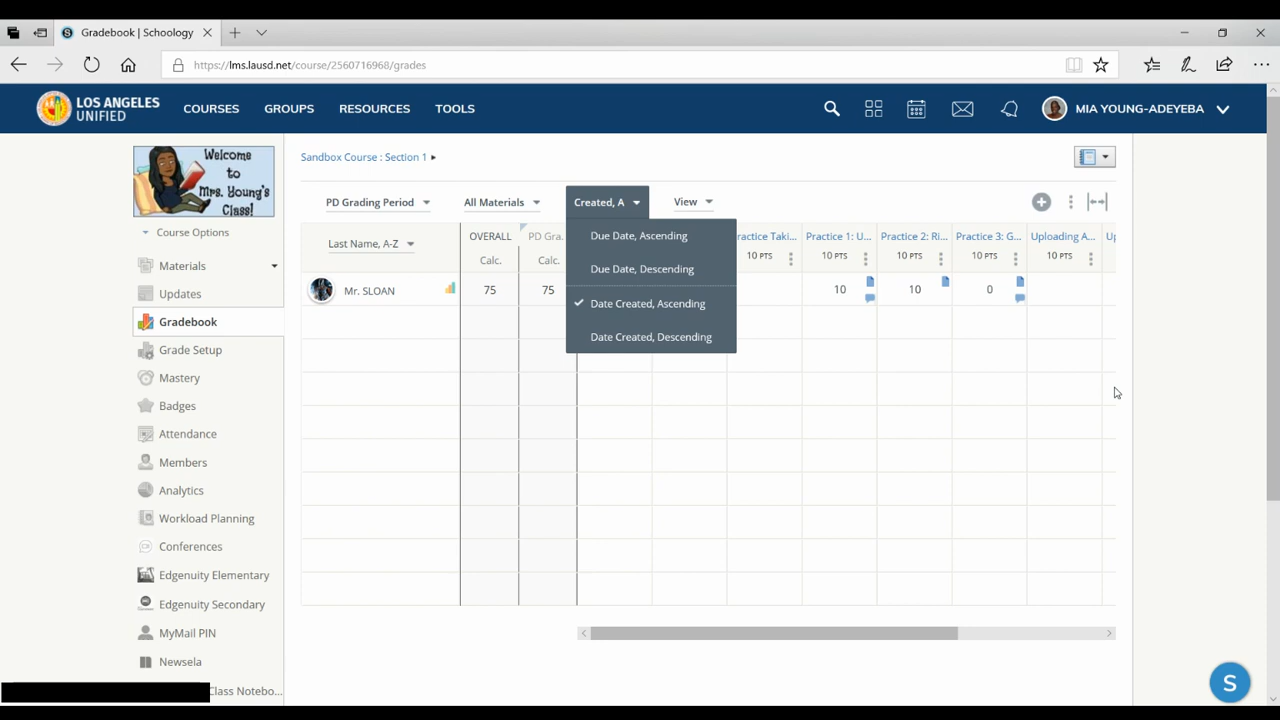 Gradebook | Schoology
https://lms.lausd.net/course/2560716968/grades
LOS ANGELES
UNIFIED
COURSES
GROUPS
RESOURCES
TOOLS
MIA YOUNG-ADEYEBA
Welcome
to
Mrs. Young's
Class!
Course Options
Materials
Updates
Gradebook
Grade Setup
Mastery
Badges
Attendance
Members
Analytics
Workload Planning
Conferences
Edgenuity Elementary
Edgenuity Secondary
MyMail PIN
Newsela
Class Notebo...
Sandbox Course : Section 1
PD Grading Period
All Materials
Created, A
View
Due Date, Ascending
Due Date, Descending
Date Created, Ascending
Date Created, Descending
Last Name, A-Z
OVERALL
Calc.
PD Gra.
Calc.
ractice Taki...
10 PTS
Practice 1: U...
10 PTS
Practice 2: Ri...
10 PTS
Practice 3: G...
10 PTS
Uploading A...
10 PTS
Up
Mr. SLOAN
75
75
10
10
0
S